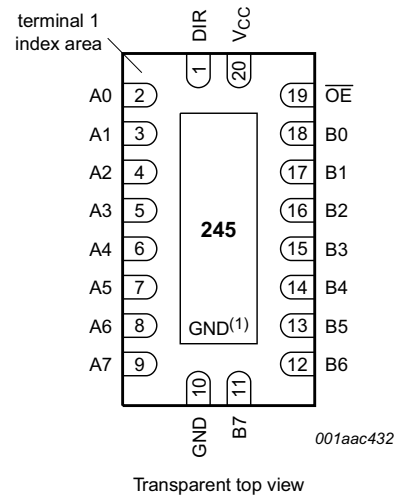 terminal 1
index area
DIR
VCC
1
20
A0 2
19 OE
A1 3
18 B0
A2 4
17 B1
A3 5
16 B2
A4 6
15 B3
A5 7
14 B4
A6 8
13 B5
A7 9
12 B6
245
GND(1)
10
11
GND
B7
001aac432
Transparent top view